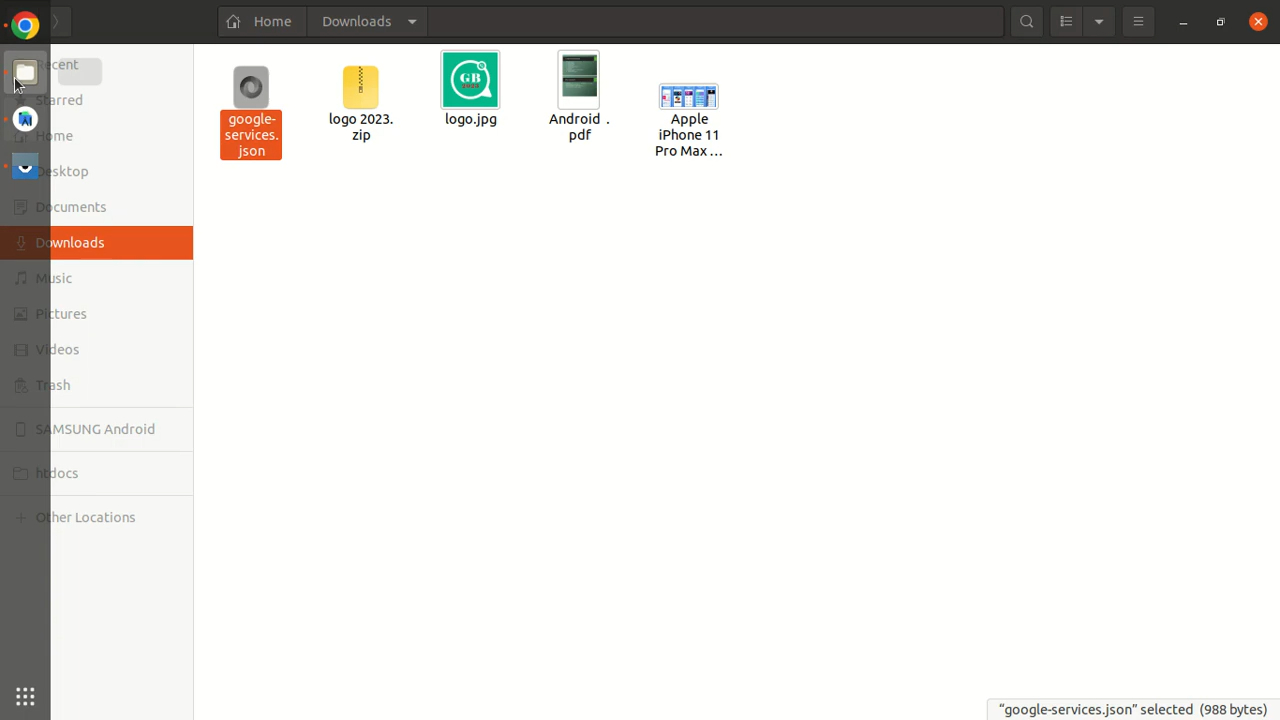 Home
Downloads
Recent
Starred
Home
Desktop
Documents
Downloads
Music
Pictures
Videos
Trash
SAMSUNG Android
htdocs
Other Locations
google-
services.
json
logo 2023.
zip
GB
2023
logo.jpg
Android .
pdf
Apple
iPhone 11
Pro Max…
"google-services.json" selected (988 bytes)